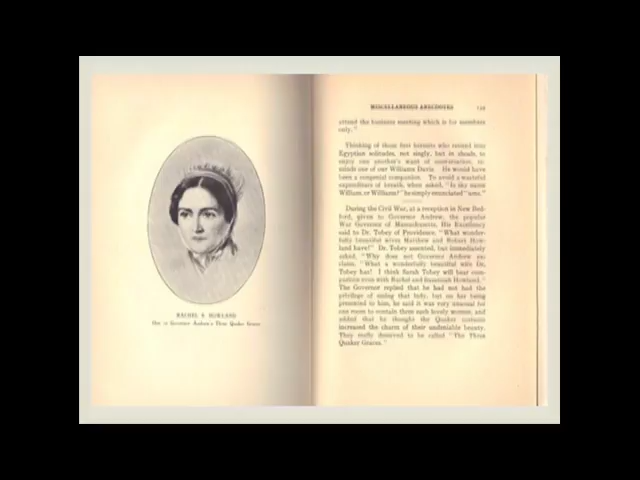 RACHEL S. HOWLAND
One of Governor Andrew's Three Quaker Graces
MISCELLANEOUS ANECDOTES
attend the business meeting which is for members
only."
Thinking of those first hermits who retired into
Egyptian solitudes, not singly, but in shoals, to
enjoy one another's want of conversation, re-
minds one of our Williams Davis. He would have
been a congenial companion. To avoid a wasteful
expenditure of breath, when asked, "Is thy name
William, or Williams?" he simply enunciated "ams."
During the Civil War, at a reception in New Bed-
ford, given to Governor Andrew, the popular
War Governor of Massachusetts, His Excellency
said to Dr. Tobey of Providence, "What wonder-
fully beautiful wives Matthew and Robert How-
land have!" Dr. Tobey assented, but immediately
asked, "Why does not Governor Andrew ex-
claim, 'What a wonderfully beautiful wife Dr.
Tobey has! I think Sarah Tobey will bear com-
parison even with Rachel and Susannah Howland."
The Governor replied that he had not had the
privilege of seeing that lady, but on her being
presented to him, he said it was very unusual for
one room to contain three such lovely women, and
added that he thought the Quaker costume
increased the charm of their undeniable beauty.
They really deserved to be called "The Three
Quaker Graces."